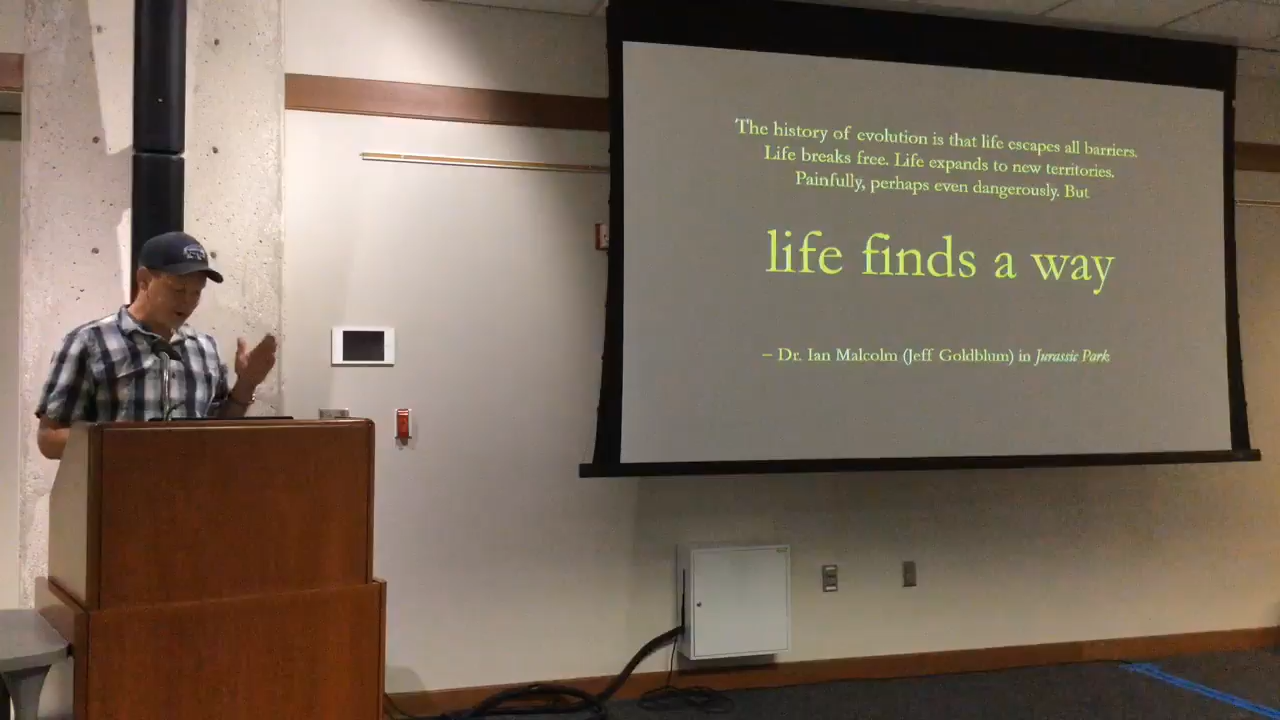 The history of evolution is that life escapes all barriers.
Life breaks free. Life expands to new territories.
Painfully, perhaps even dangerously. But
life finds a way
– Dr. Ian Malcolm (Jeff Goldblum) in Jurassic Park